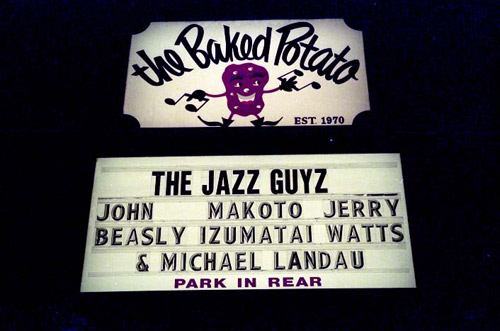 the Baked Potato
EST. 1970
THE JAZZ GUYZ
JOHN MAKOTO JERRY
BEASLY IZUMATAI WATTS
& MICHAEL LANDAU
PARK IN REAR